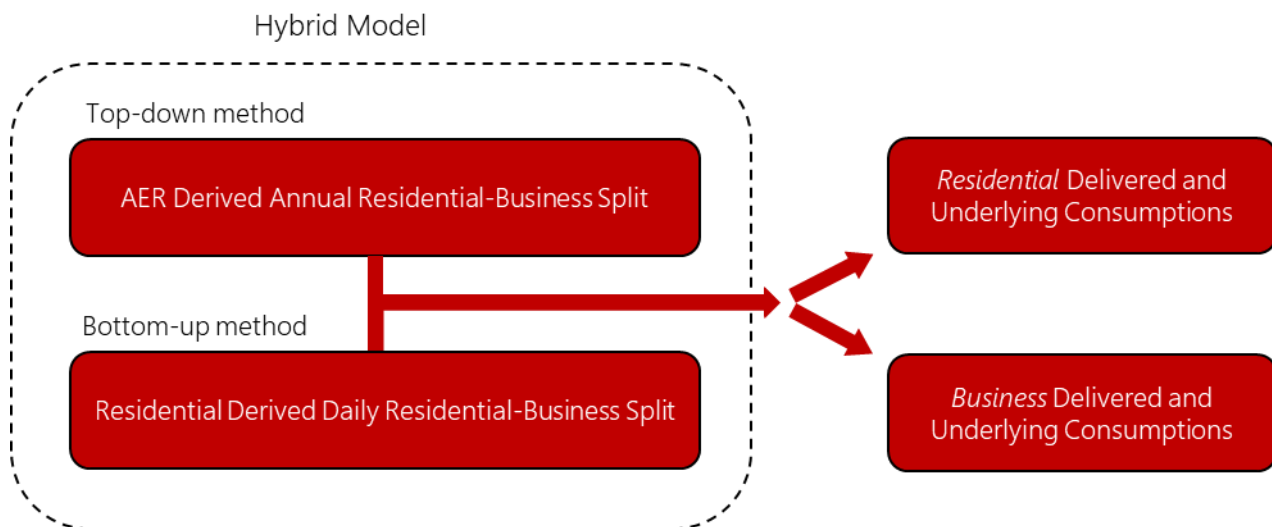 Hybrid Model
Top-down method
AER Derived Annual Residential-Business Split
Bottom-up method
Residential Derived Daily Residential-Business Split
Residential Delivered and
Underlying Consumptions
Business Delivered and
Underlying Consumptions